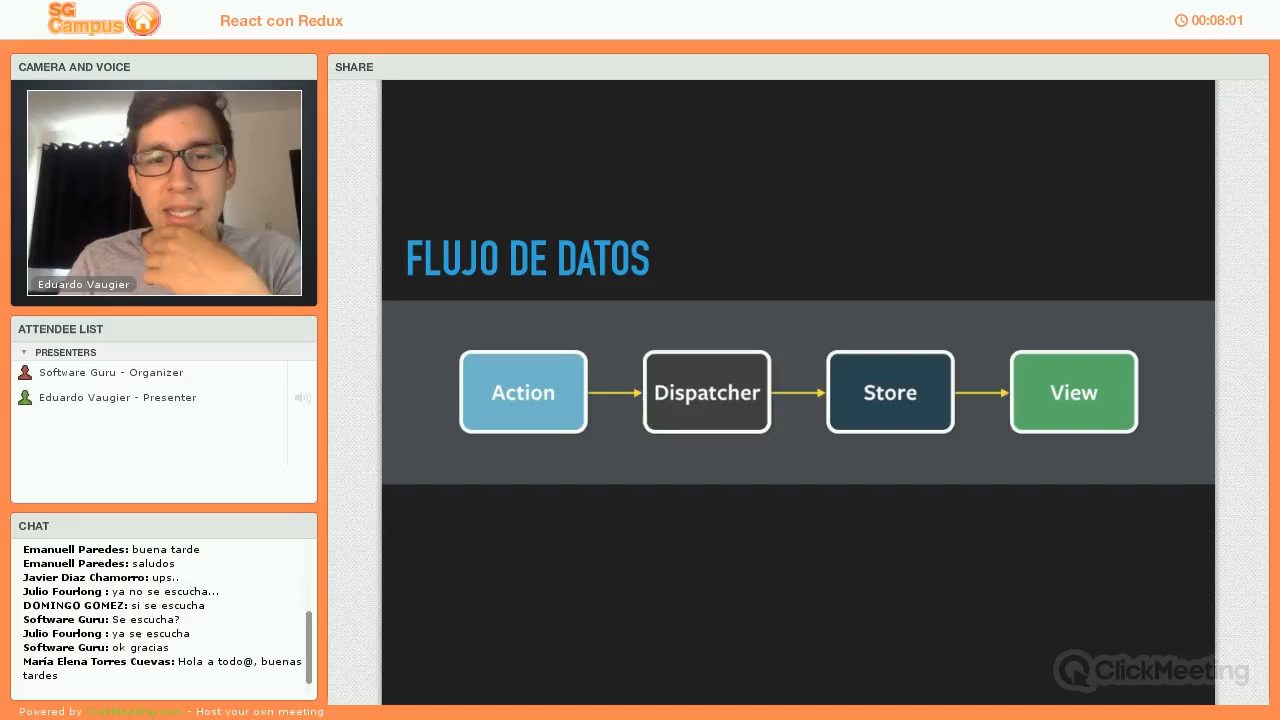 SG
Campus
React con Redux
00:08:01
CAMERA AND VOICE
Eduardo Vaugier
ATTENDEE LIST
PRESENTERS
Software Guru - Organizer
Eduardo Vaugier - Presenter
CHAT
Emanuell Paredes: buena tarde
Emanuell Paredes: saludos
Javier Diaz Chamorro: ups..
Julio Fourlong : ya no se escucha...
DOMINGO GOMEZ: si se escucha
Software Guru: Se escucha?
Julio Fourlong : ya se escucha
Software Guru: ok gracias
María Elena Torres Cuevas: Hola a todo@, buenas
tardes
Powered by ClickMeeting.com - Host your own meeting
SHARE
FLUJO DE DATOS
Action
Dispatcher
Store
View
ClickMeeting